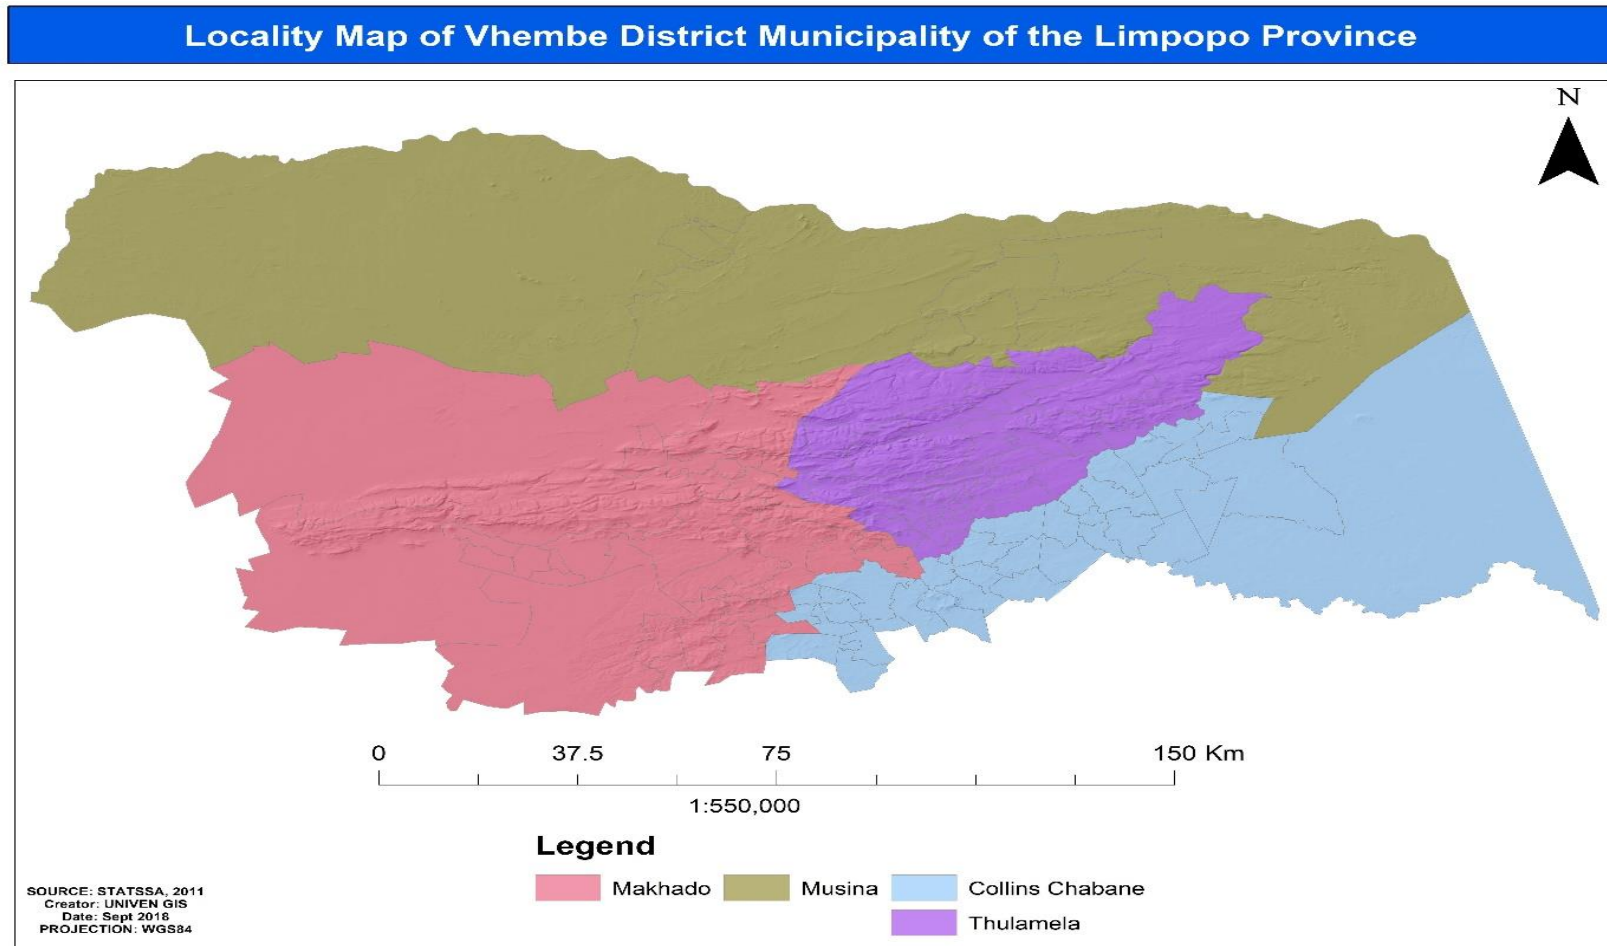 Locality Map of Vhembe District Municipality of the Limpopo Province
N
0 37.5 75 150 Km
1:550,000
Legend
Makhado Musina Collins Chabane
Thulamela
SOURCE: STATSSA, 2011
Creator: UNIVEN GIS
Date: Sept 2018
PROJECTION: WGS84